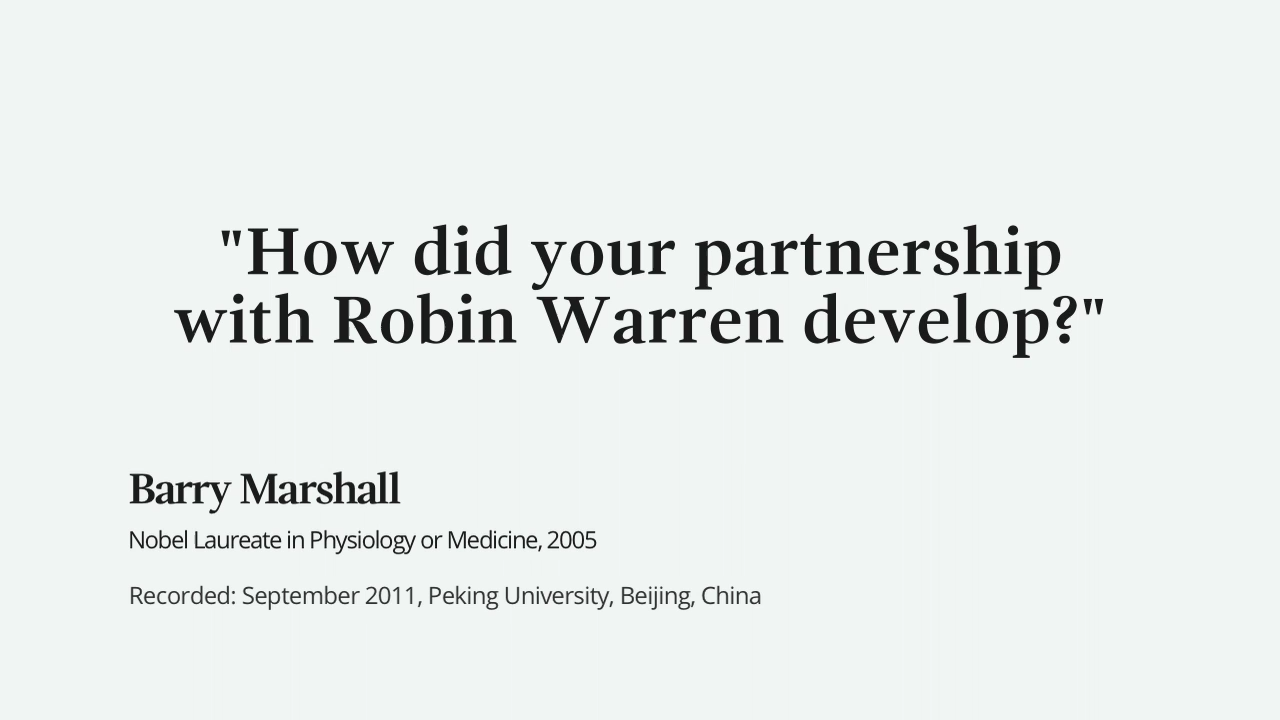 "How did your partnership
with Robin Warren develop?"
Barry Marshall
Nobel Laureate in Physiology or Medicine, 2005
Recorded: September 2011, Peking University, Beijing, China